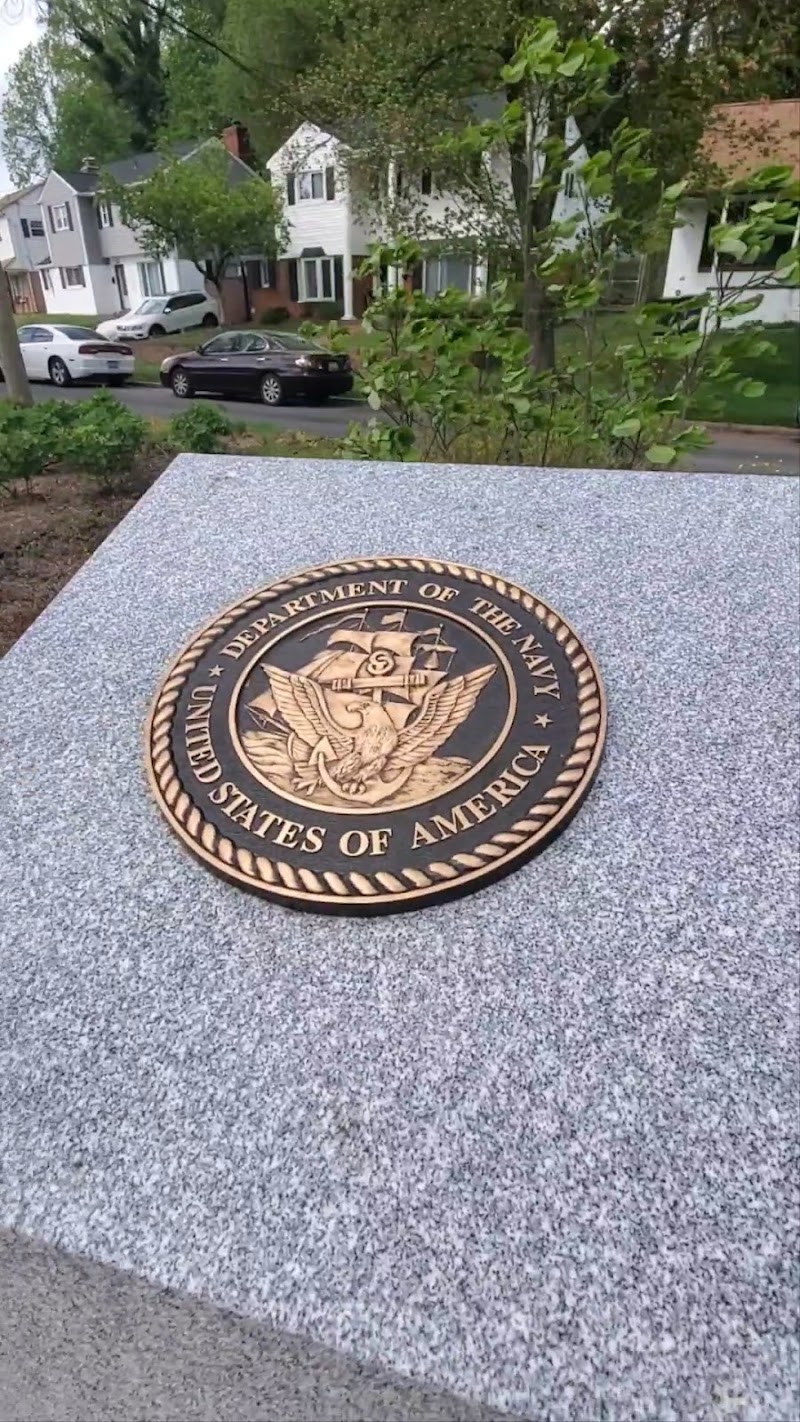 DEPARTMENT OF THE NAVY
★ UNITED STATES OF AMERICA ★